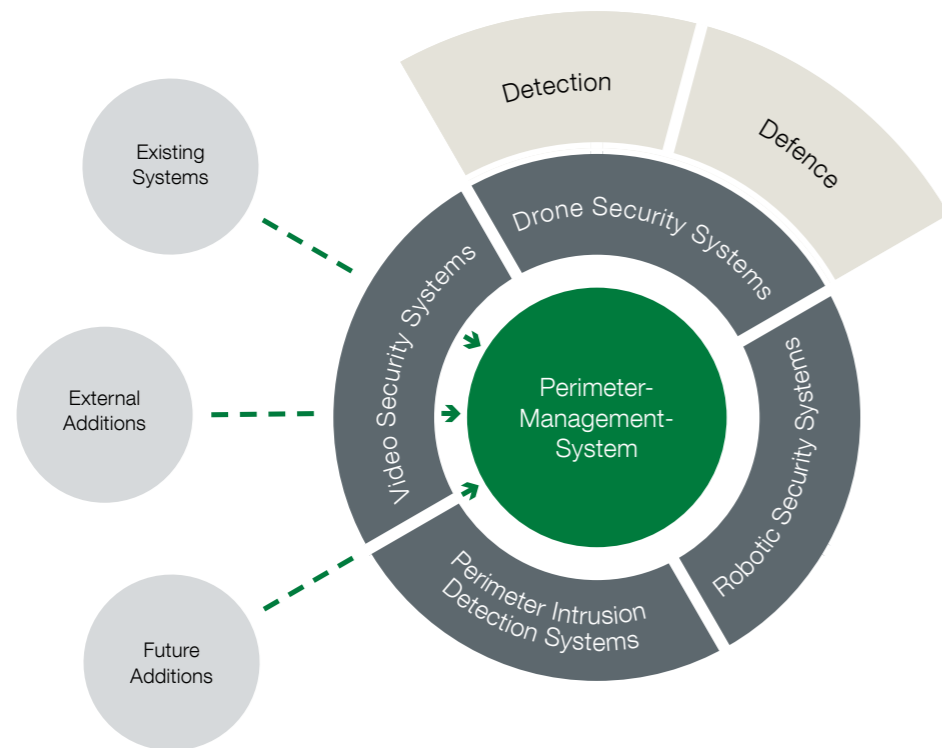 Detection
Defence
Existing
Systems
Drone Security Systems
Video Security Systems
Perimeter-
Management-
System
External
Additions
Robotic Security Systems
Perimeter Intrusion
Detection Systems
Future
Additions